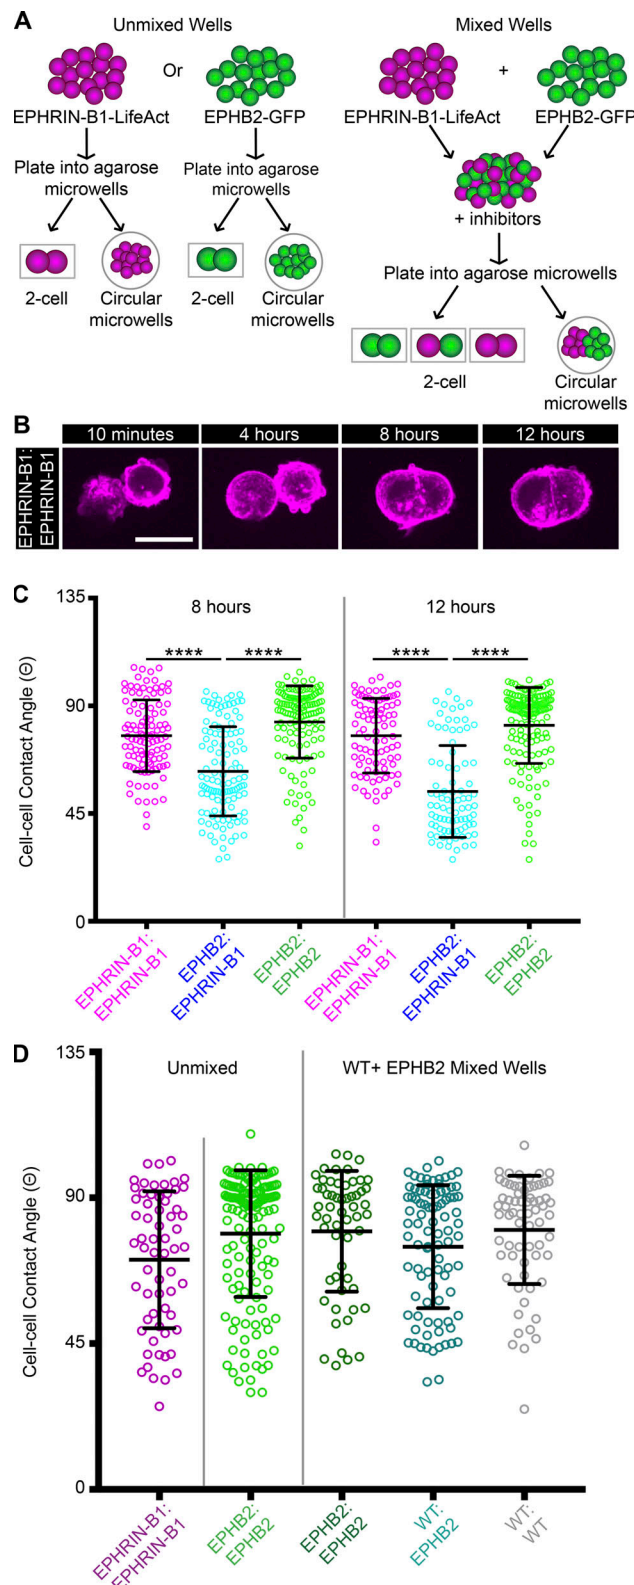 A
Unmixed Wells
Mixed Wells
Or
+
EPHRIN-B1-LifeAct
EPHB2-GFP
EPHRIN-B1-LifeAct
EPHB2-GFP
Plate into agarose
microwells
Plate into agarose
microwells
+ inhibitors
Plate into agarose microwells
2-cell
Circular
microwells
2-cell
Circular
microwells
2-cell
Circular
microwells
B
10 minutes
4 hours
8 hours
12 hours
EPHRIN-B1:
EPHRIN-B1
C
135
90
45
0
Cell-cell Contact Angle (Θ)
8 hours
12 hours
****
****
****
****
EPHRIN-B1:
EPHRIN-B1
EPHB2:
EPHRIN-B1
EPHB2:
EPHB2
EPHRIN-B1:
EPHRIN-B1
EPHB2:
EPHRIN-B1
EPHB2:
EPHB2
D
135
90
45
0
Cell-cell Contact Angle (Θ)
Unmixed
WT+ EPHB2 Mixed Wells
EPHRIN-B1:
EPHRIN-B1
EPHB2:
EPHB2
EPHB2:
EPHB2
WT:
EPHB2
WT:
WT